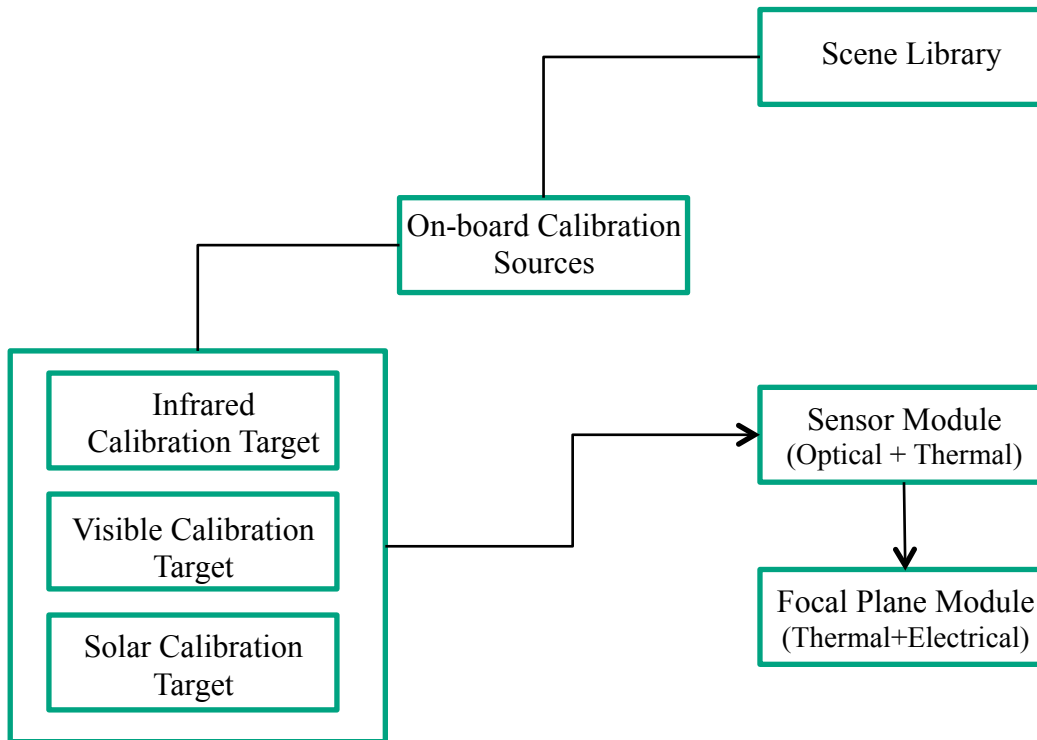 Scene Library
On-board Calibration
Sources
Infrared
Calibration Target
Visible Calibration
Target
Solar Calibration
Target
Sensor Module
(Optical + Thermal)
Focal Plane Module
(Thermal+Electrical)